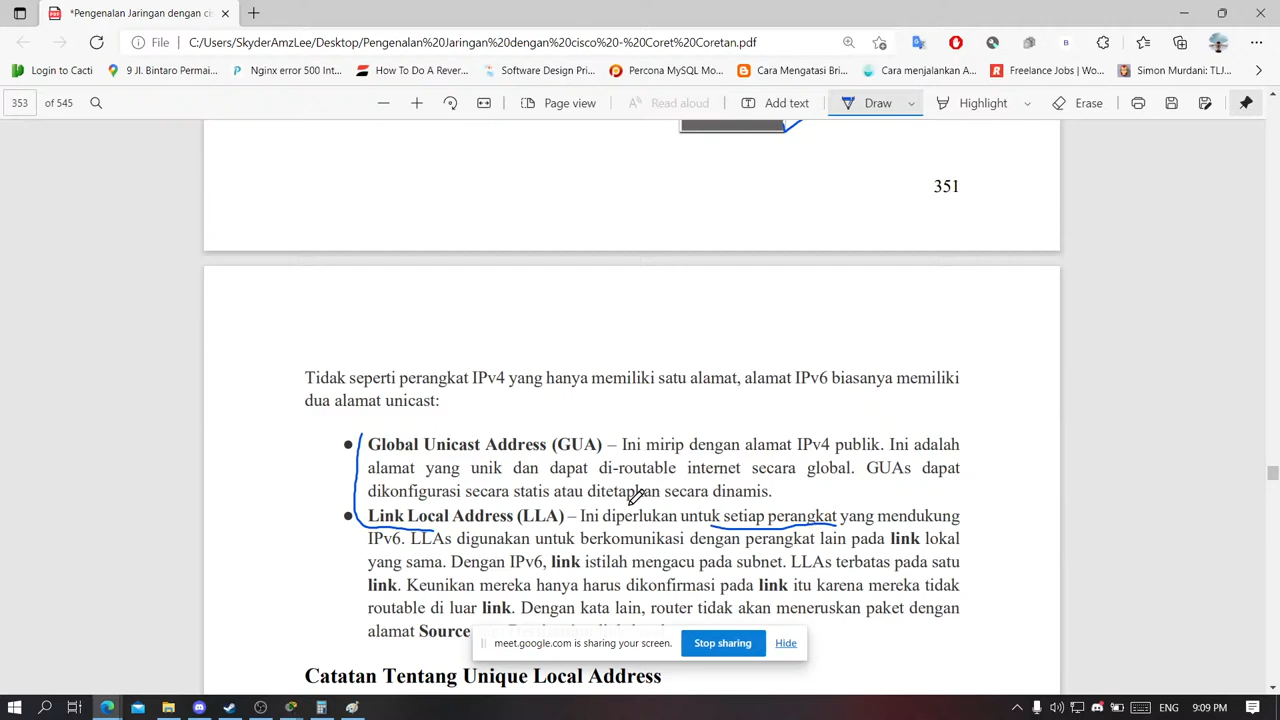 *Pengenalan Jaringan dengan cis
File C:/Users/SkyderAmzLee/Desktop/Pengenalan%20Jaringan%20dengan%20cisco%20-%20Coret%20Coretan.pdf
Login to Cacti 9 Jl. Bintaro Permai... Nginx error 500 Int... How To Do A Rever... Software Design Pri... Percona MySQL Mo... Cara Mengatasi Bri... Cara menjalankan A... Freelance Jobs | Wo... Simon Murdani: TLJ...
353 of 545 Page view Read aloud Add text Draw Highlight Erase
351
Tidak seperti perangkat IPv4 yang hanya memiliki satu alamat, alamat IPv6 biasanya memiliki
dua alamat unicast:
● Global Unicast Address (GUA) – Ini mirip dengan alamat IPv4 publik. Ini adalah
alamat yang unik dan dapat di-routable internet secara global. GUAs dapat
dikonfigurasi secara statis atau ditetapkan secara dinamis.
● Link Local Address (LLA) – Ini diperlukan untuk setiap perangkat yang mendukung
IPv6. LLAs digunakan untuk berkomunikasi dengan perangkat lain pada link lokal
yang sama. Dengan IPv6, link istilah mengacu pada subnet. LLAs terbatas pada satu
link. Keunikan mereka hanya harus dikonfirmasi pada link itu karena mereka tidak
routable di luar link. Dengan kata lain, router tidak akan meneruskan paket dengan
alamat Source
meet.google.com is sharing your screen. Stop sharing Hide
Catatan Tentang Unique Local Address
ENG 9:09 PM